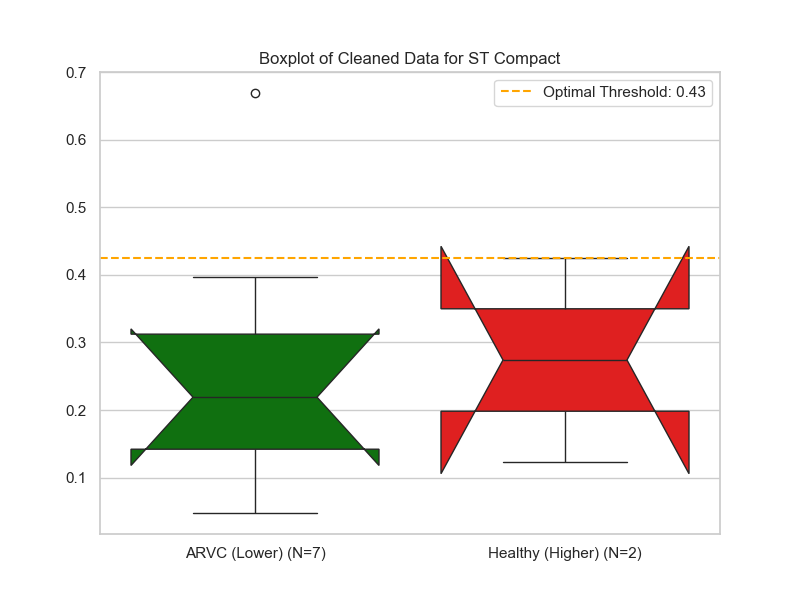 Boxplot of Cleaned Data for ST Compact
Optimal Threshold: 0.43
0.7
0.6
0.5
0.4
0.3
0.2
0.1
ARVC (Lower) (N=7)
Healthy (Higher) (N=2)